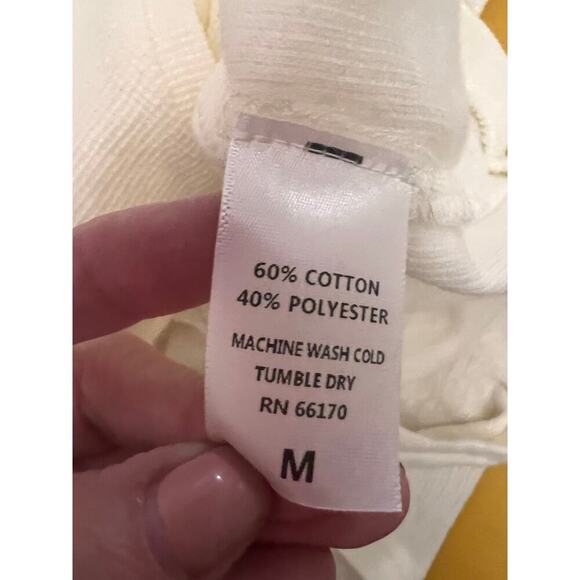 60% COTTON
40% POLYESTER
MACHINE WASH COLD
TUMBLE DRY
RN 66170
M